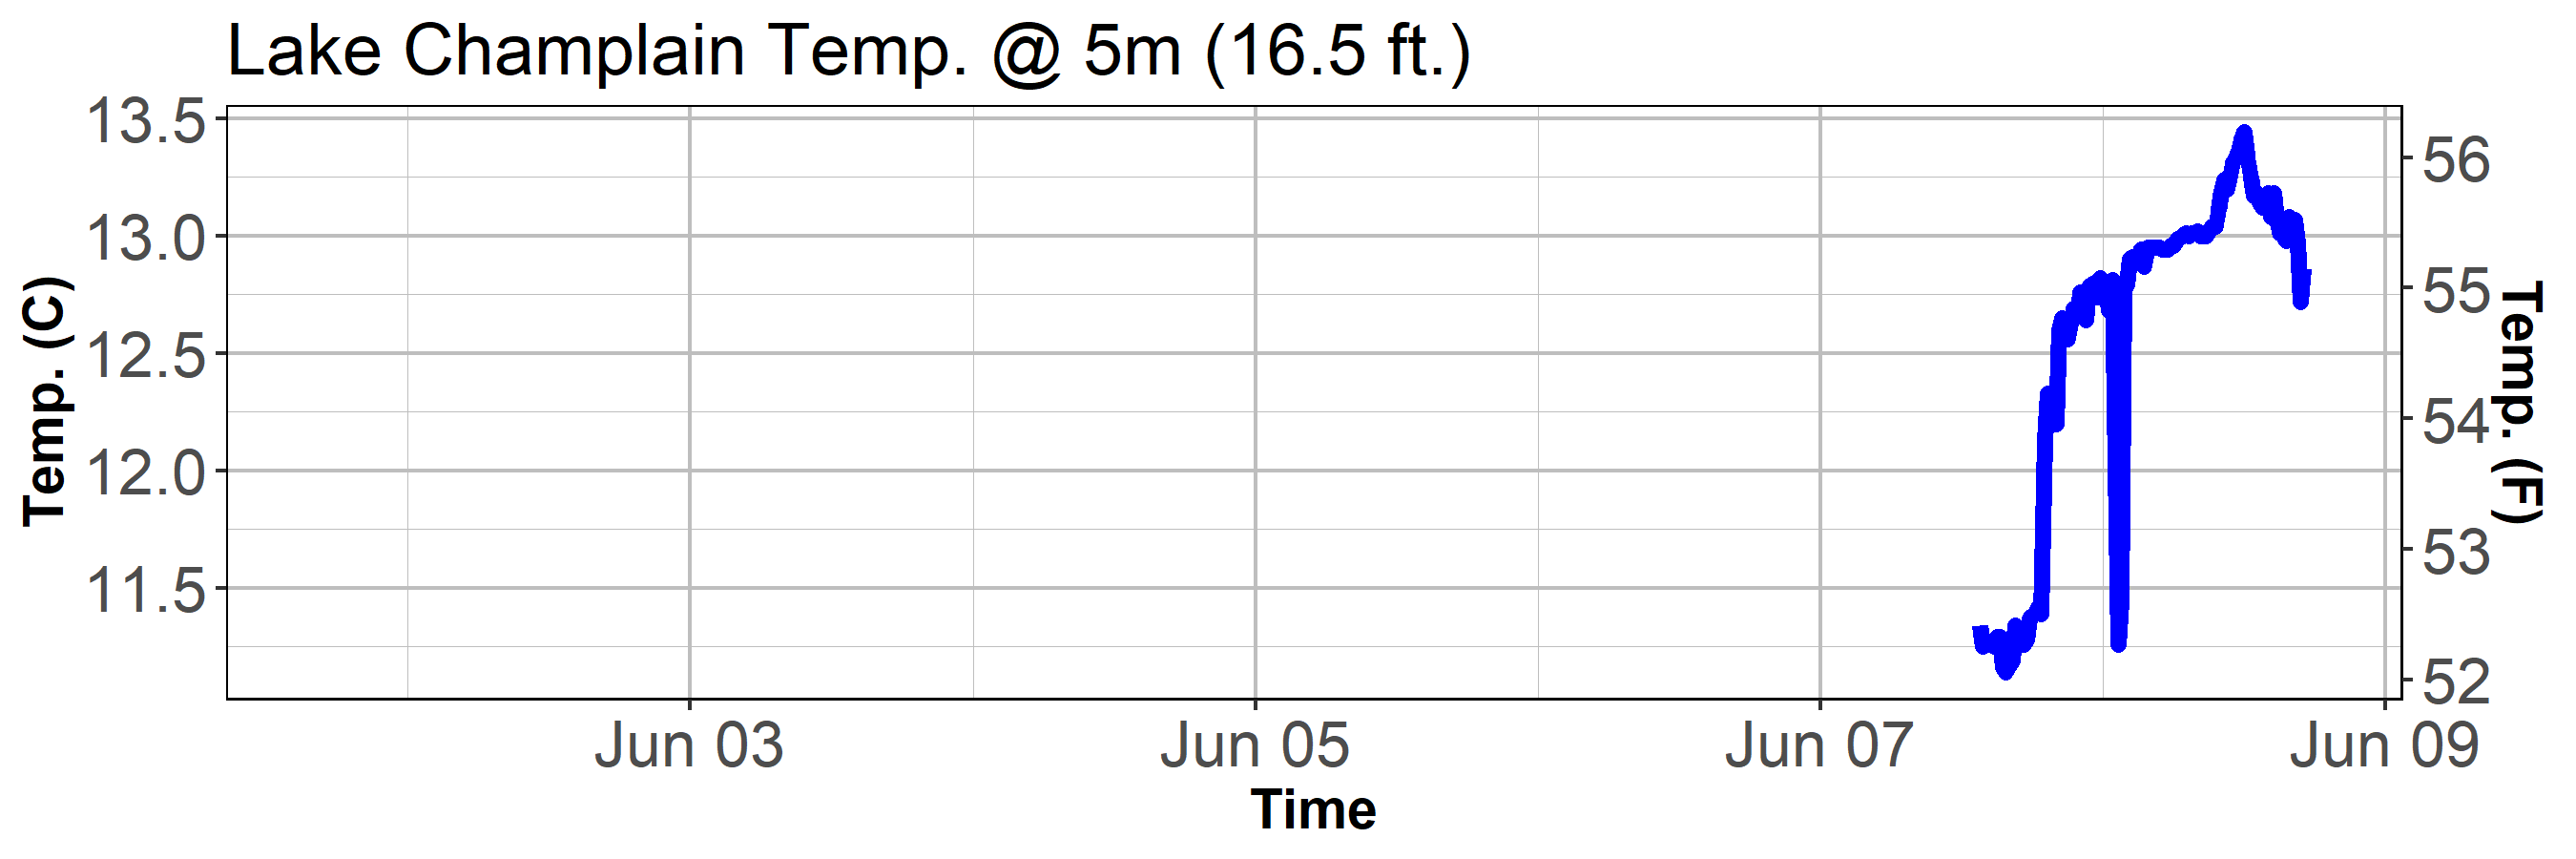 Lake Champlain Temp. @ 5m (16.5 ft.)
Temp. (C)
13.5
13.0
12.5
12.0
11.5
56
55
54
53
52
Temp. (F)
Jun 03
Jun 05
Jun 07
Jun 09
Time